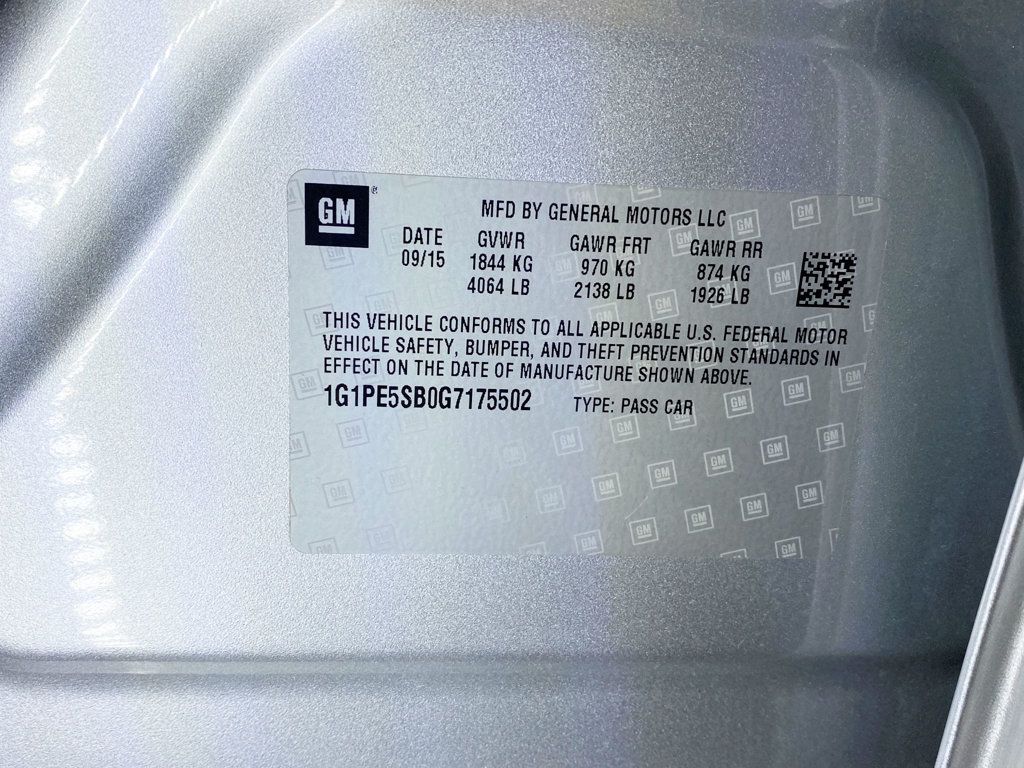 GM
MFD BY GENERAL MOTORS LLC
DATE GVWR GAWR FRT GAWR RR
09/15 1844 KG 970 KG 874 KG
4064 LB 2138 LB 1926 LB
THIS VEHICLE CONFORMS TO ALL APPLICABLE U.S. FEDERAL MOTOR
VEHICLE SAFETY, BUMPER, AND THEFT PREVENTION STANDARDS IN
EFFECT ON THE DATE OF MANUFACTURE SHOWN ABOVE.
1G1PE5SB0G7175502 TYPE: PASS CAR